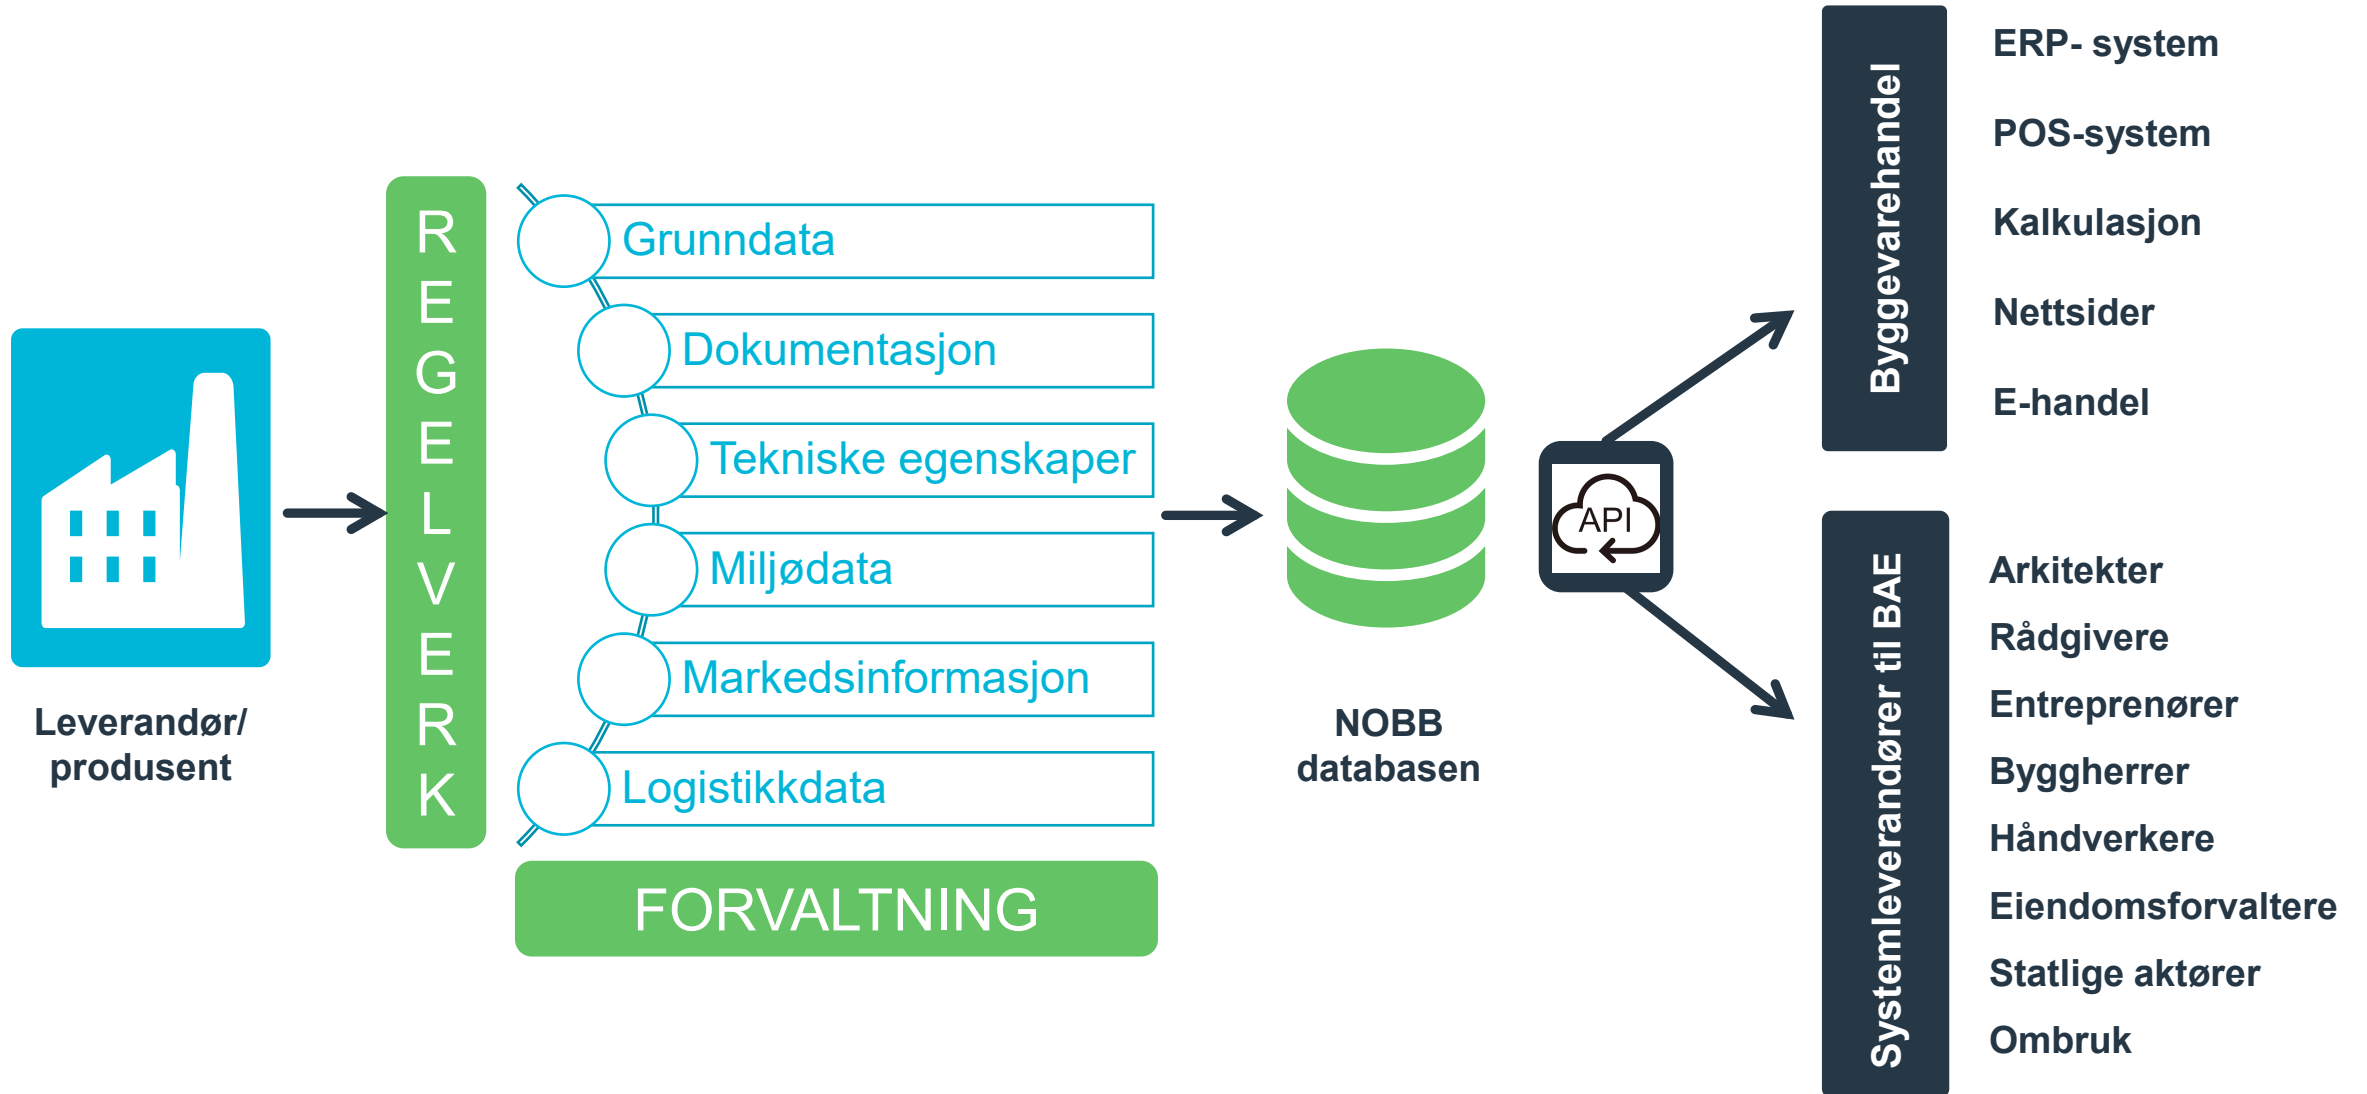 Leverandør/
produsent
REGELVERK
Grunndata
Dokumentasjon
Tekniske egenskaper
Miljødata
Markedsinformasjon
Logistikkdata
FORVALTNING
NOBB
databasen
API
Byggevarehandel
ERP- system
POS-system
Kalkulasjon
Nettsider
E-handel
Systemleverandører til BAE
Arkitekter
Rådgivere
Entreprenører
Byggherrer
Håndverkere
Eiendomsforvaltere
Statlige aktører
Ombruk